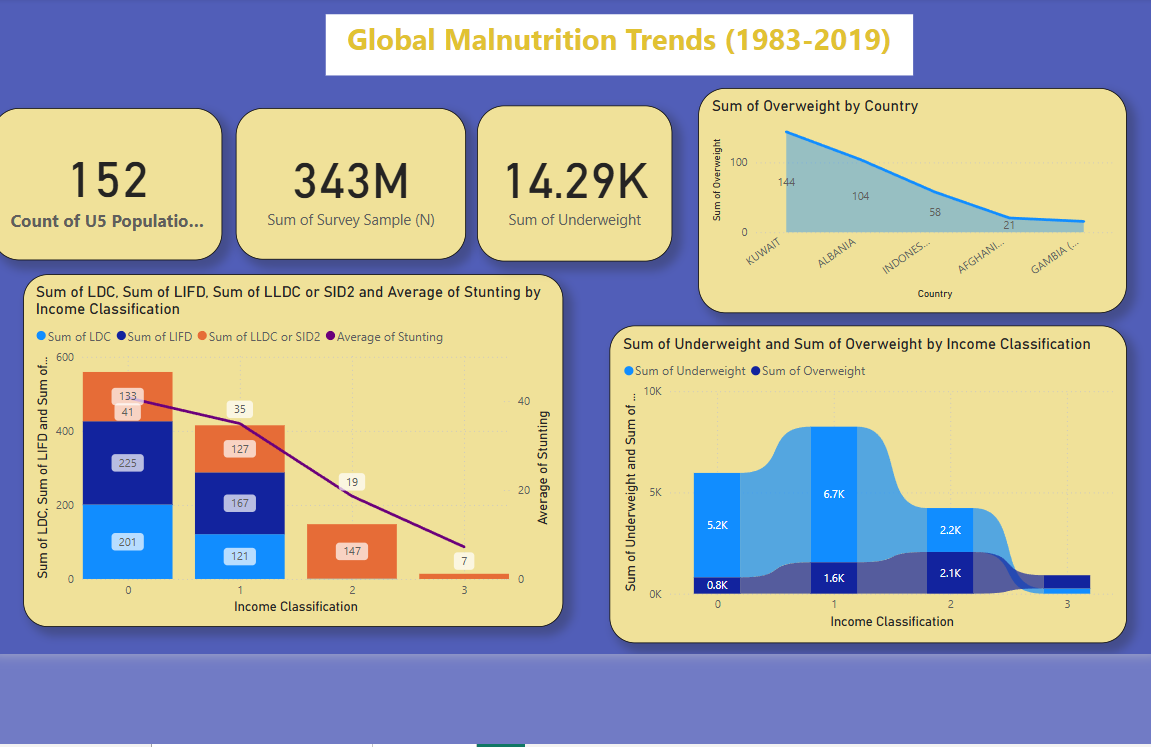 Global Malnutrition Trends (1983-2019)
152
Count of U5 Populatio...
343M
Sum of Survey Sample (N)
14.29K
Sum of Underweight
Sum of Overweight by Country
Sum of Overweight
100
0
144
104
58
21
KUWAIT
ALBANIA
INDONES...
AFGHANI...
GAMBIA (...
Country
Sum of LDC, Sum of LIFD, Sum of LLDC or SID2 and Average of Stunting by
Income Classification
Sum of LDC Sum of LIFD Sum of LLDC or SID2 Average of Stunting
Sum of LDC, Sum of LIFD and Sum of...
600
400
200
0
133
41
225
201
35
127
167
121
19
147
7
40
20
0
Average of Stunting
0 1 2 3
Income Classification
Sum of Underweight and Sum of Overweight by Income Classification
Sum of Underweight Sum of Overweight
Sum of Underweight and Sum of ...
10K
5K
0K
5.2K
0.8K
6.7K
1.6K
2.2K
2.1K
0 1 2 3
Income Classification